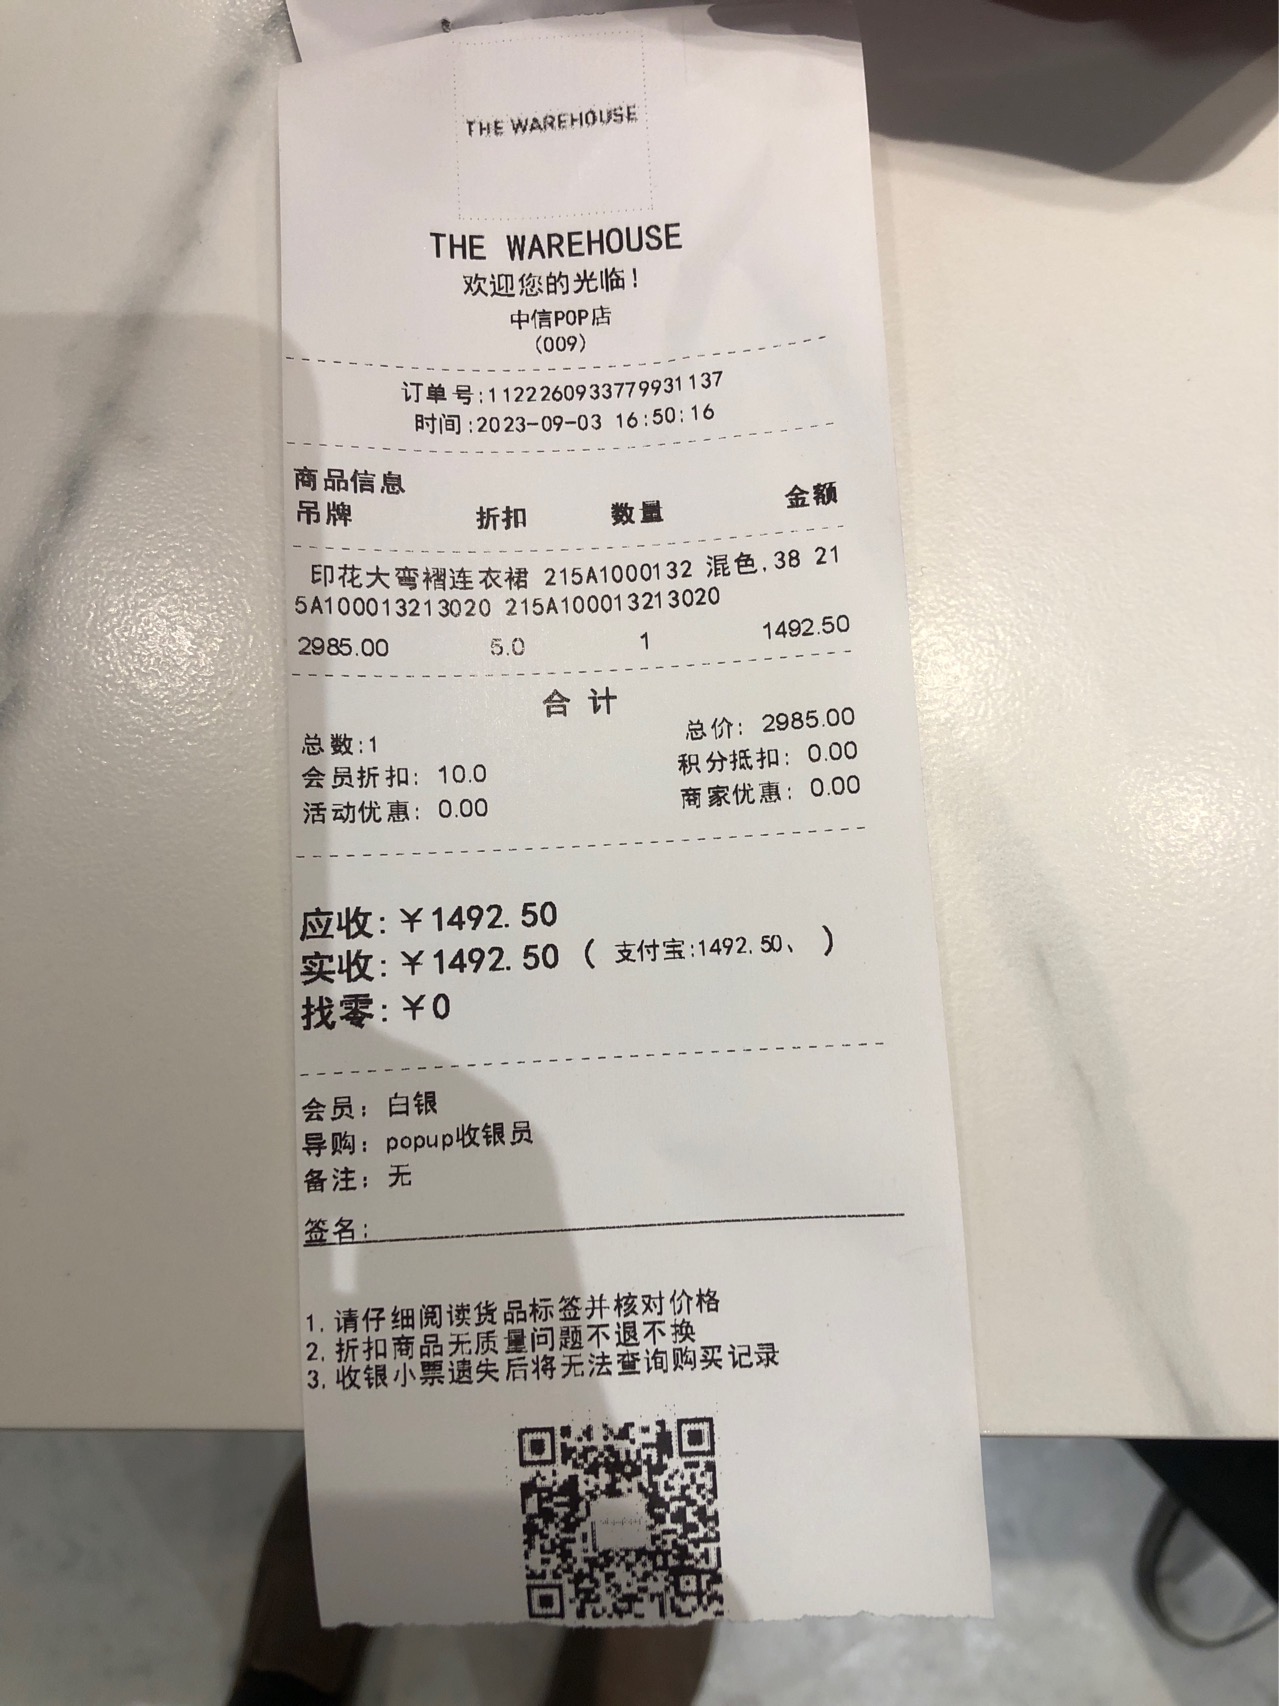 THE WAREHOUSE
THE WAREHOUSE
欢迎您的光临!
中信POP店
(009)
订单号:1122260933779931137
时间:2023-09-03 16:50:16
商品信息
吊牌 折扣 数量 金额
印花大弯褶连衣裙 215A1000132 混色,38 21
5A100013213020 215A100013213020
2985.00 5.0 1 1492.50
合 计
总数:1 总价: 2985.00
会员折扣: 10.0 积分抵扣: 0.00
活动优惠: 0.00 商家优惠: 0.00
应收:￥1492.50
实收:￥1492.50 ( 支付宝:1492.50、 )
找零:￥0
会员: 白银
导购: popup收银员
备注: 无
签名:
1. 请仔细阅读货品标签并核对价格
2. 折扣商品无质量问题不退不换
3. 收银小票遗失后将无法查询购买记录